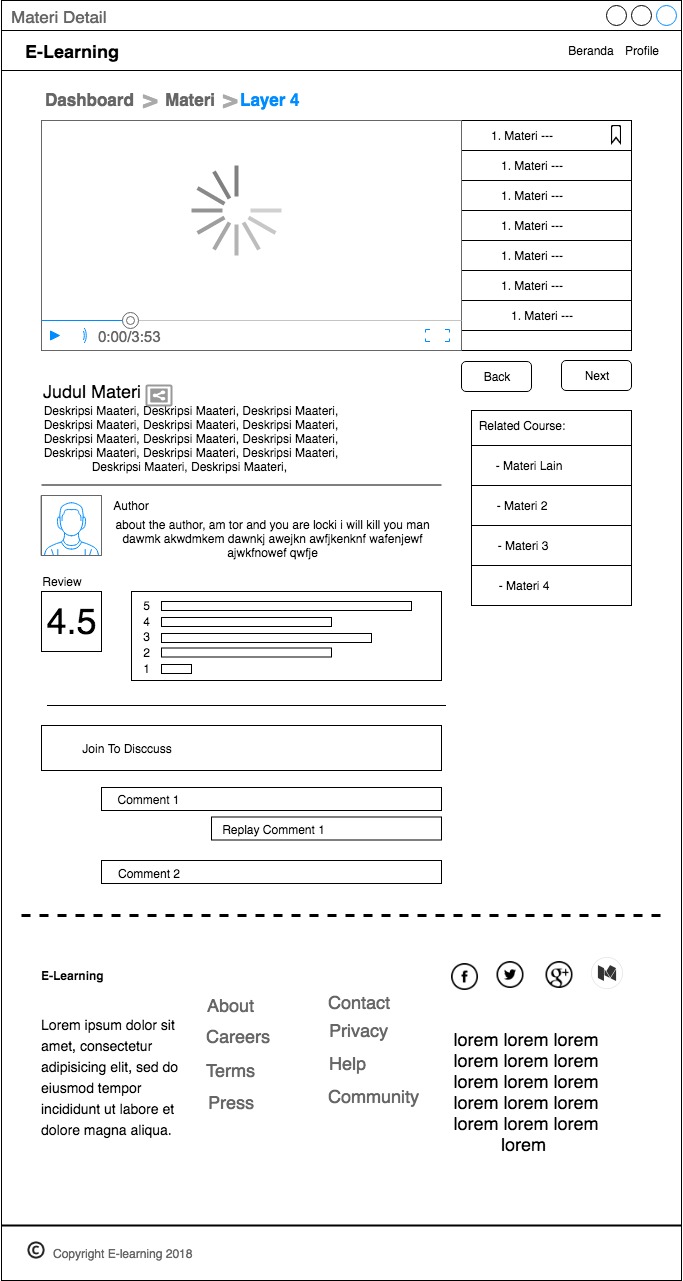 Materi Detail
E-Learning
Beranda Profile
Dashboard > Materi > Layer 4
1. Materi ---
1. Materi ---
1. Materi ---
1. Materi ---
1. Materi ---
1. Materi ---
1. Materi ---
0:00/3:53
Back Next
Judul Materi
Deskripsi Maateri, Deskripsi Maateri, Deskripsi Maateri,
Deskripsi Maateri, Deskripsi Maateri, Deskripsi Maateri,
Deskripsi Maateri, Deskripsi Maateri, Deskripsi Maateri,
Deskripsi Maateri, Deskripsi Maateri, Deskripsi Maateri,
Deskripsi Maateri, Deskripsi Maateri,
Related Course:
- Materi Lain
- Materi 2
- Materi 3
- Materi 4
Author
about the author, am tor and you are locki i will kill you man
dawmk akwdmkem dawnkj awejkn awfjkenknf wafenjewf
ajwkfnowef qwfje
Review
4.5
5
4
3
2
1
Join To Disccuss
Comment 1
Replay Comment 1
Comment 2
E-Learning
Lorem ipsum dolor sit
amet, consectetur
adipisicing elit, sed do
eiusmod tempor
incididunt ut labore et
dolore magna aliqua.
About
Careers
Terms
Press
Contact
Privacy
Help
Community
f g+ M
lorem lorem lorem
lorem lorem lorem
lorem lorem lorem
lorem lorem lorem
lorem lorem lorem
lorem
© Copyright E-learning 2018